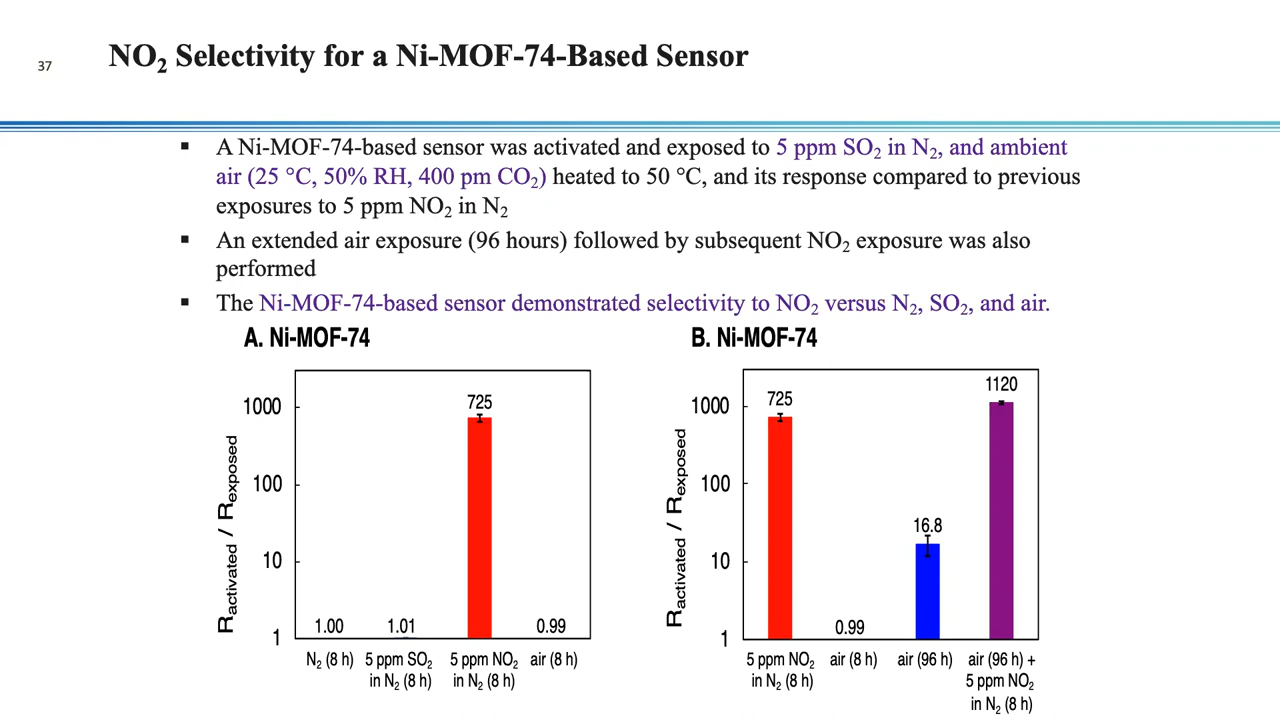 37
NO₂ Selectivity for a Ni-MOF-74-Based Sensor
▪ A Ni-MOF-74-based sensor was activated and exposed to 5 ppm SO₂ in N₂, and ambient
air (25 °C, 50% RH, 400 pm CO₂) heated to 50 °C, and its response compared to previous
exposures to 5 ppm NO₂ in N₂
▪ An extended air exposure (96 hours) followed by subsequent NO₂ exposure was also
performed
▪ The Ni-MOF-74-based sensor demonstrated selectivity to NO₂ versus N₂, SO₂, and air.
A. Ni-MOF-74
R_activated / R_exposed
1000
100
10
1
1.00
1.01
725
0.99
N₂ (8 h)
5 ppm SO₂
in N₂ (8 h)
5 ppm NO₂
in N₂ (8 h)
air (8 h)
B. Ni-MOF-74
R_activated / R_exposed
1000
100
10
1
725
0.99
16.8
1120
5 ppm NO₂
in N₂ (8 h)
air (8 h)
air (96 h)
air (96 h) +
5 ppm NO₂
in N₂ (8 h)